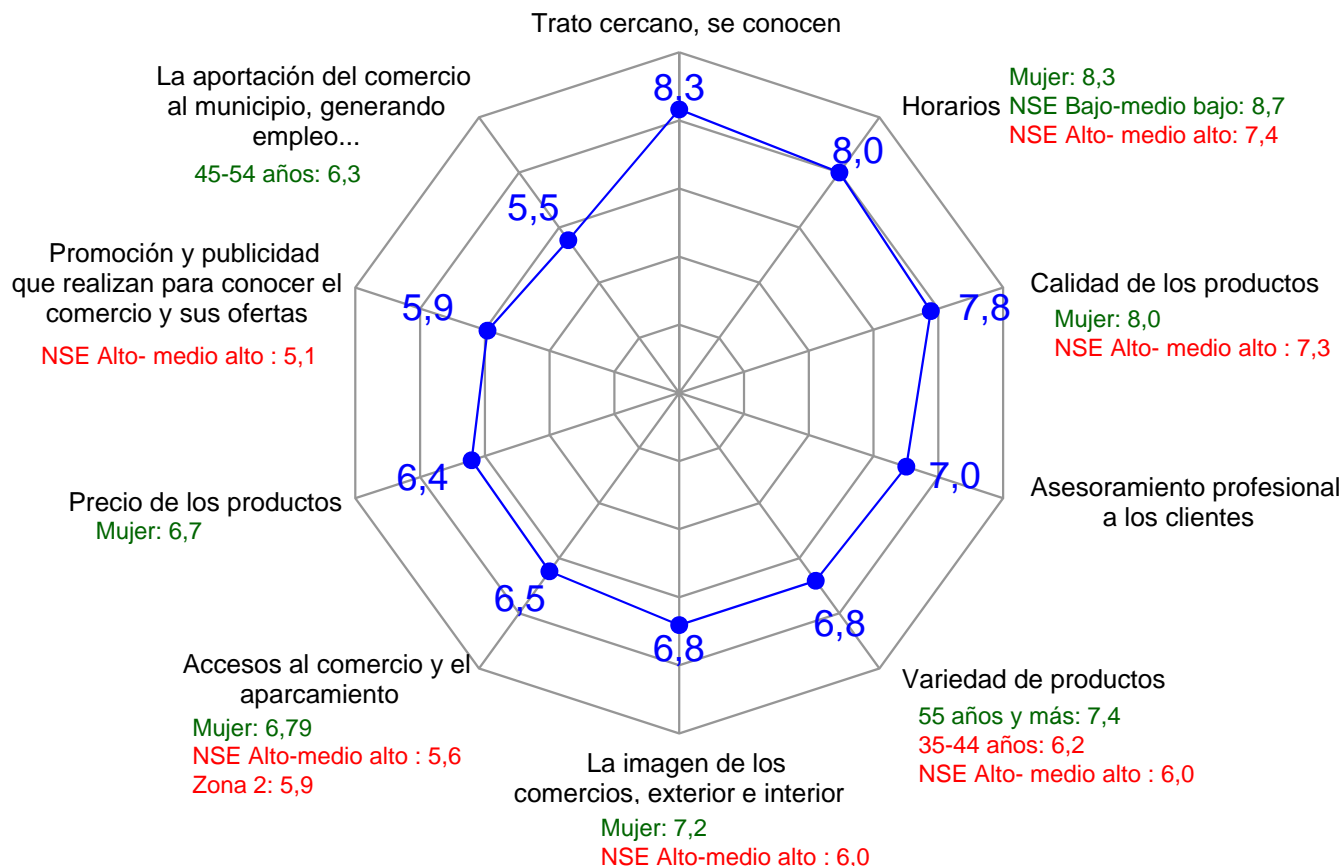 Trato cercano, se conocen
8,3
Horarios
Mujer: 8,3
NSE Bajo-medio bajo: 8,7
NSE Alto- medio alto: 7,4
8,0
Calidad de los productos
Mujer: 8,0
NSE Alto- medio alto : 7,3
7,8
Asesoramiento profesional
a los clientes
7,0
Variedad de productos
55 años y más: 7,4
35-44 años: 6,2
NSE Alto- medio alto : 6,0
6,8
La imagen de los
comercios, exterior e interior
Mujer: 7,2
NSE Alto-medio alto : 6,0
6,8
Accesos al comercio y el
aparcamiento
Mujer: 6,79
NSE Alto-medio alto : 5,6
Zona 2: 5,9
6,5
Precio de los productos
Mujer: 6,7
6,4
Promoción y publicidad
que realizan para conocer el
comercio y sus ofertas
NSE Alto- medio alto : 5,1
5,9
La aportación del comercio
al municipio, generando
empleo...
45-54 años: 6,3
5,5